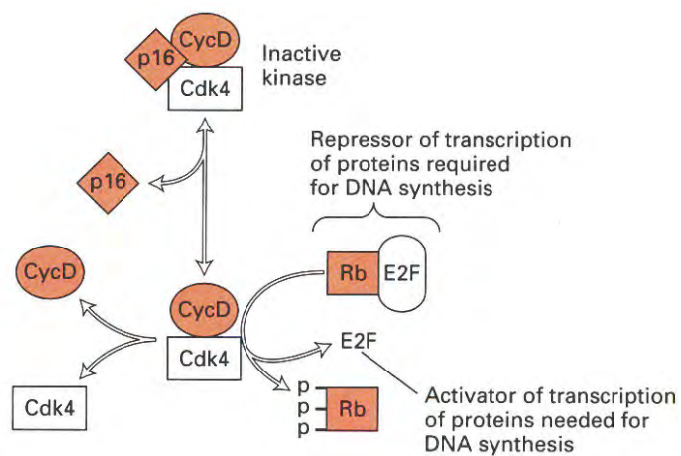 CycD
p16
Cdk4
Inactive
kinase
p16
Repressor of transcription
of proteins required
for DNA synthesis
CycD
CycD
Cdk4
Rb
E2F
E2F
Cdk4
p
p
p
Rb
Activator of transcription
of proteins needed for
DNA synthesis